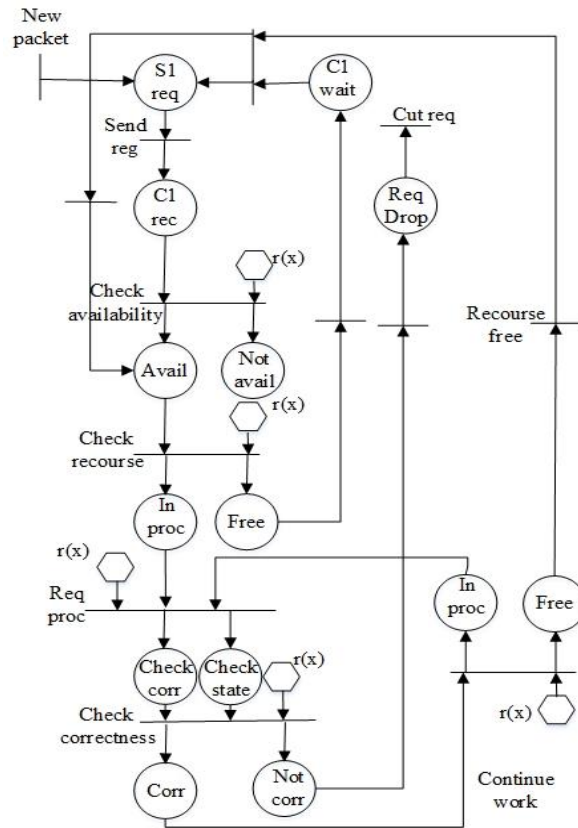 New
packet
S1
req
C1
wait
Cut req
Send
reg
C1
rec
Req
Drop
r(x)
Check
availability
Recourse
free
Avail
Not
avail
r(x)
Check
recourse
In
proc
Free
r(x)
Req
proc
In
proc
Free
Check
corr
Check
state
r(x)
r(x)
Check
correctness
Corr
Not
corr
Continue
work